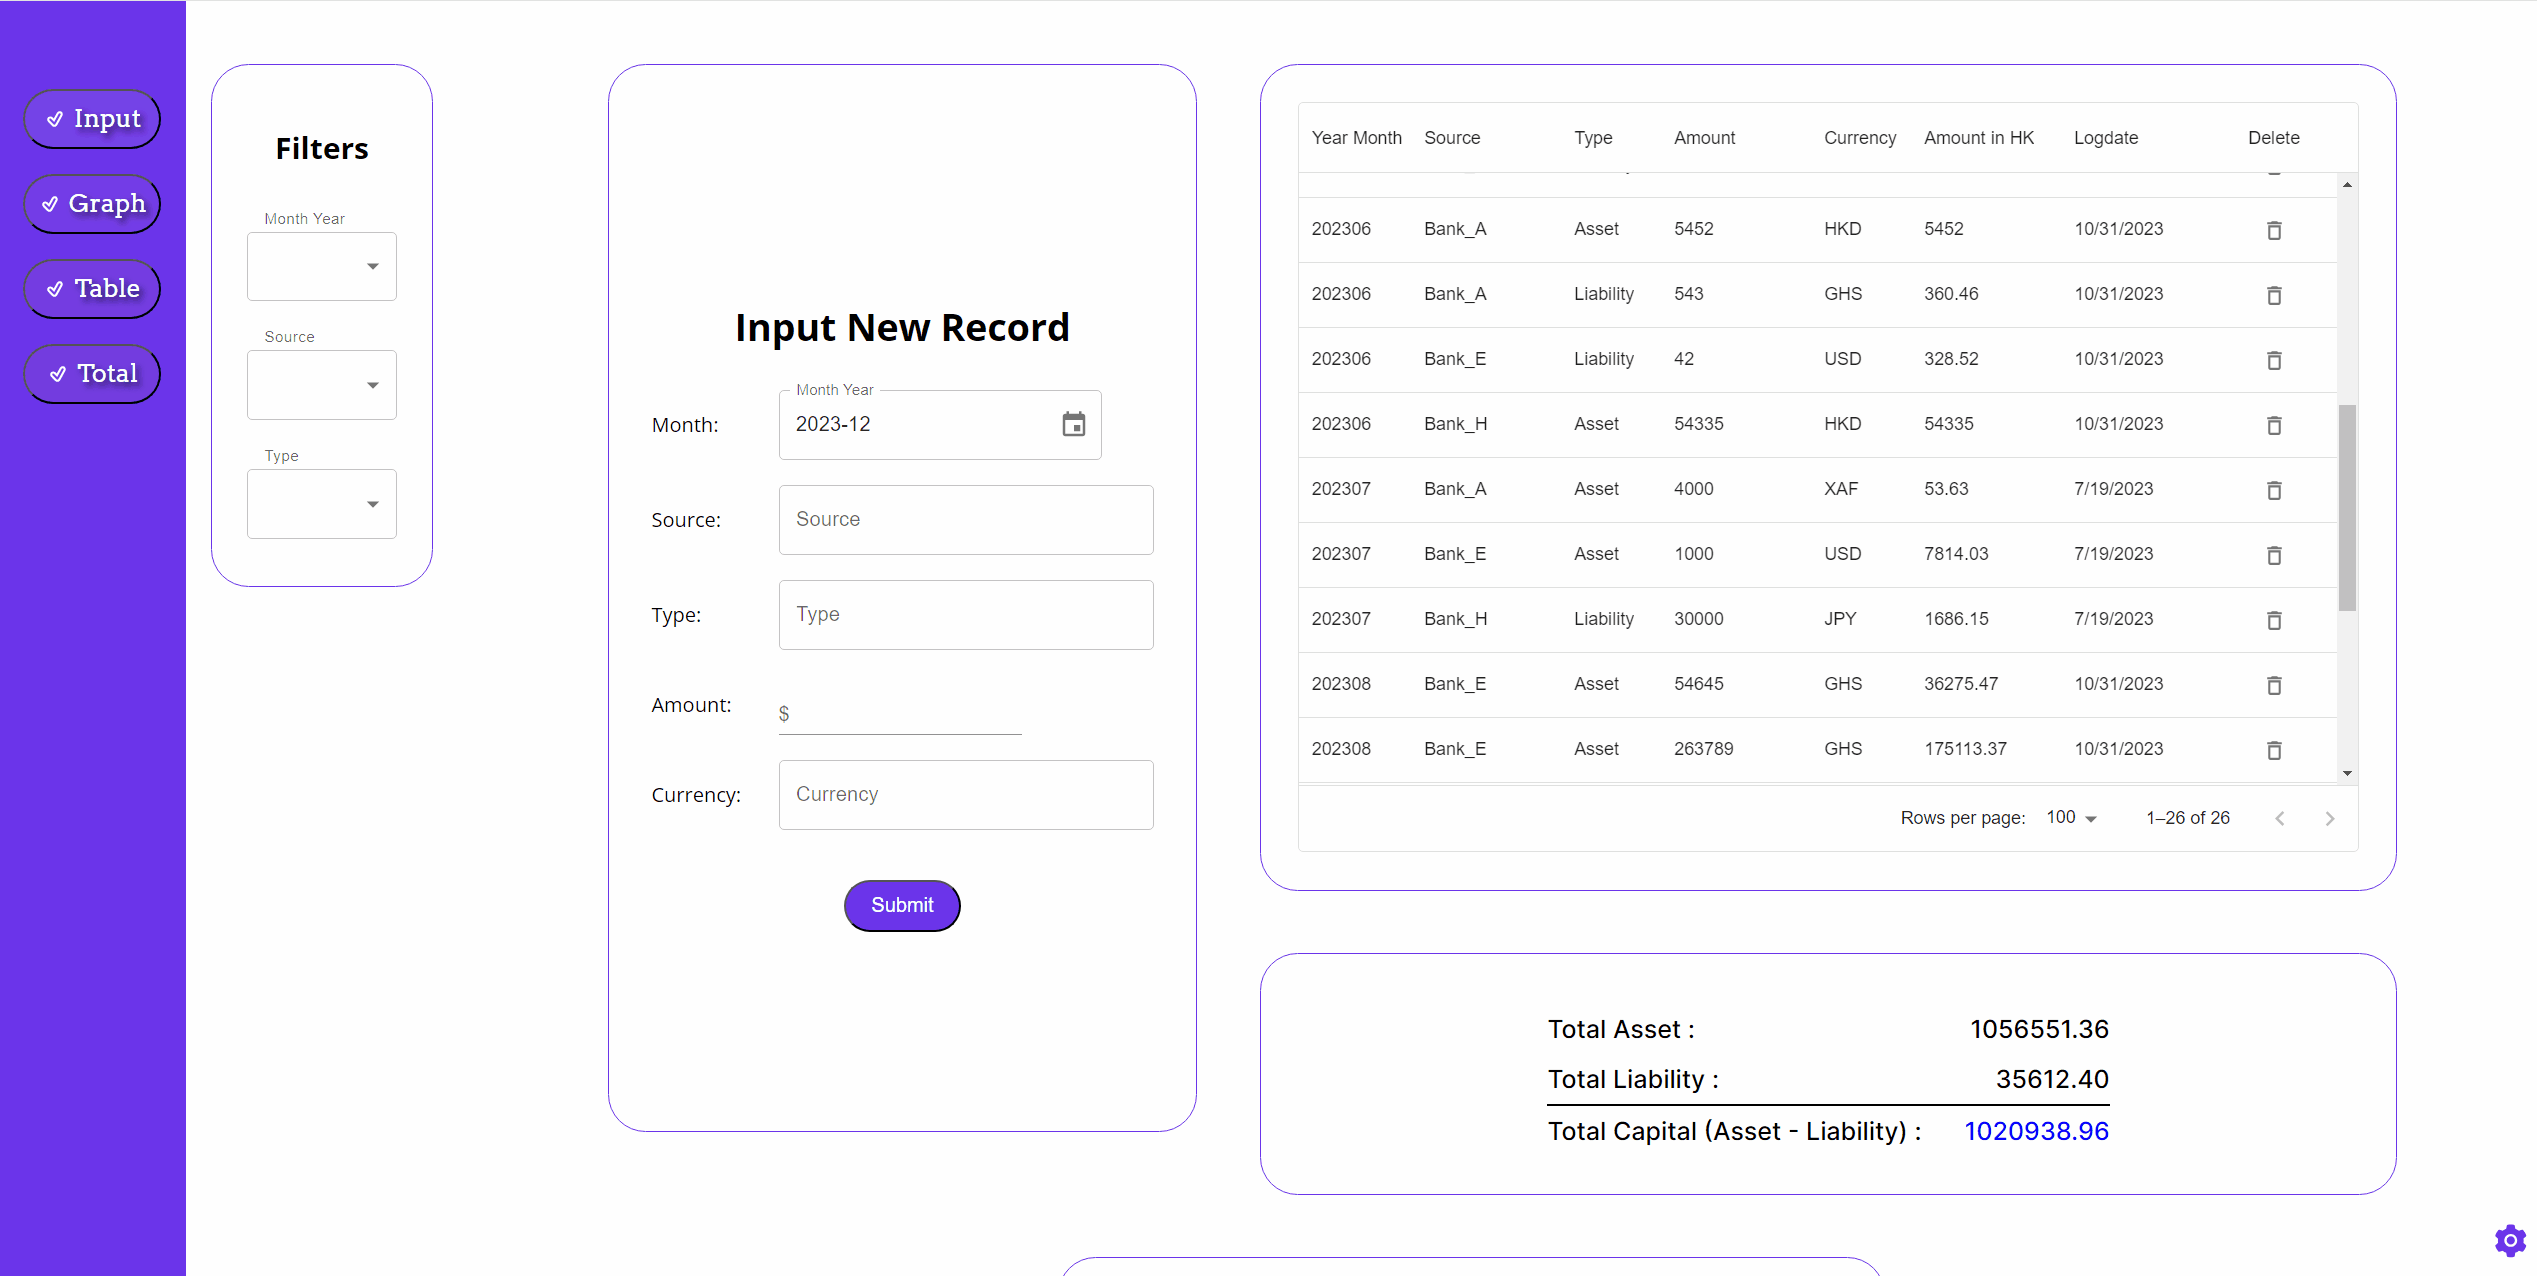 Input
Graph
Table
Total
Filters
Month Year
Source
Type
Input New Record
Month:
Month Year
2023-12
Source:
Source
Type:
Type
Amount:
$
Currency:
Currency
Submit
Year Month Source Type Amount Currency Amount in HK Logdate Delete
202306 Bank_A Asset 5452 HKD 5452 10/31/2023
202306 Bank_A Liability 543 GHS 360.46 10/31/2023
202306 Bank_E Liability 42 USD 328.52 10/31/2023
202306 Bank_H Asset 54335 HKD 54335 10/31/2023
202307 Bank_A Asset 4000 XAF 53.63 7/19/2023
202307 Bank_E Asset 1000 USD 7814.03 7/19/2023
202307 Bank_H Liability 30000 JPY 1686.15 7/19/2023
202308 Bank_E Asset 54645 GHS 36275.47 10/31/2023
202308 Bank_E Asset 263789 GHS 175113.37 10/31/2023
Rows per page: 100 1–26 of 26
Total Asset : 1056551.36
Total Liability : 35612.40
Total Capital (Asset - Liability) : 1020938.96